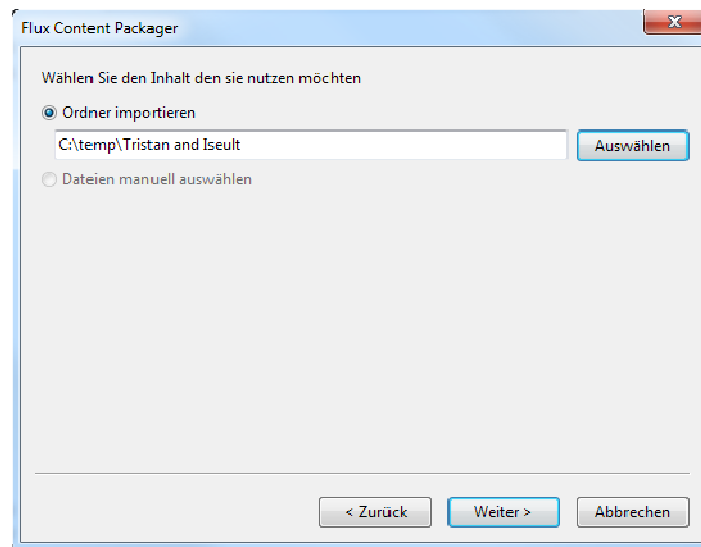 Flux Content Packager
Wählen Sie den Inhalt den sie nutzen möchten
Ordner importieren
C:\temp\Tristan and Iseult
Auswählen
Dateien manuell auswählen
< Zurück
Weiter >
Abbrechen